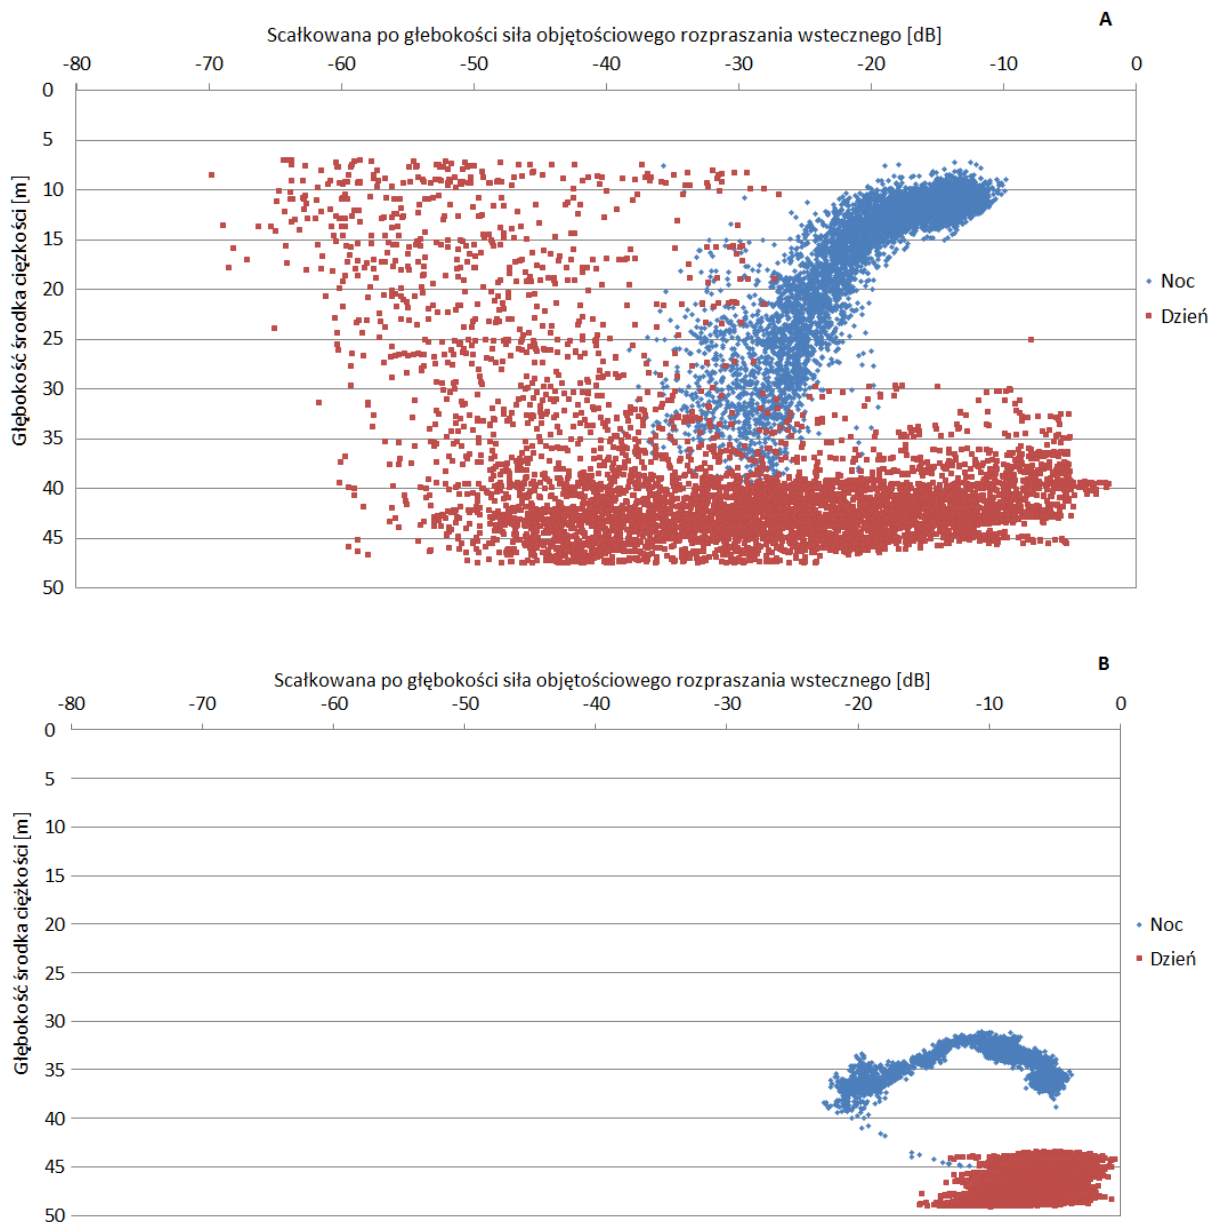 A
Scałkowana po głebokości siła objętościowego rozpraszania wstecznego [dB]
-80 -70 -60 -50 -40 -30 -20 -10 0
0
5
10
15
20
25
30
35
40
45
50
Głębokość środka ciężkości [m]
Noc
Dzień
B
Scałkowana po głębokości siła objętościowego rozpraszania wstecznego [dB]
-80 -70 -60 -50 -40 -30 -20 -10 0
0
5
10
15
20
25
30
35
40
45
50
Głębokość środka ciężkości [m]
Noc
Dzień